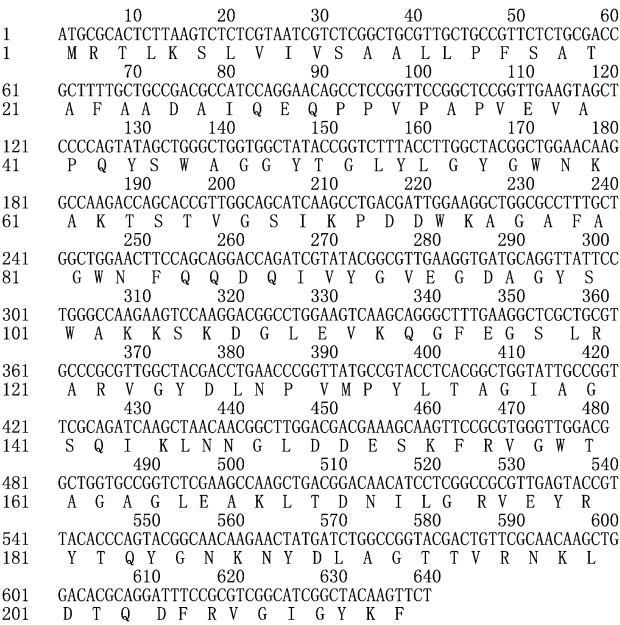 10 20 30 40 50 60
1 ATGCGCACTCTTAAGTCTCTCGTAATCGTCTCGGCTGCGTTGCTGCCGTTCTCTGCGACC
1 M R T L K S L V I V S A A L L P F S A T
70 80 90 100 110 120
61 GCTTTTGCTGCCGACGCCATCCAGGAACAGCCTCCGGTTCCGGCTCCGGTTGAAGTAGCT
21 A F A A D A I Q E Q P P V P A P V E V A
130 140 150 160 170 180
121 CCCCAGTATAGCTGGGCTGGTGGCTATACCGGTCTTTACCTTGGCTACGGCTGGAACAAG
41 P Q Y S W A G G Y T G L Y L G Y G W N K
190 200 210 220 230 240
181 GCCAAGACCAGCACCGTTGGCAGCATCAAGCCTGACGATTGGAAGGCTGGCGCCTTTGCT
61 A K T S T V G S I K P D D W K A G A F A
250 260 270 280 290 300
241 GGCTGGAACTTCCAGCAGGACCAGATCGTATACGGCGTTGAAGGTGATGCAGGTTATTCC
81 G W N F Q Q D Q I V Y G V E G D A G Y S
310 320 330 340 350 360
301 TGGGCCAAGAAGTCCAAGGACGGCCTGGAAGTCAAGCAGGGCTTTGAAGGCTCGCTGCGT
101 W A K K S K D G L E V K Q G F E G S L R
370 380 390 400 410 420
361 GCCCGCGTTGGCTACGACCTGAACCCGGTTATGCCGTACCTCACGGCTGGTATTGCCGGT
121 A R V G Y D L N P V M P Y L T A G I A G
430 440 450 460 470 480
421 TCGCAGATCAAGCTAACAACGGCTTGGACGACGAAAGCAAGTTCCGCGTGGGTTGGACG
141 S Q I K L N N G L D D E S K F R V G W T
490 500 510 520 530 540
481 GCTGGTGCCGGTCTCGAAGCCAAGCTGACGGACAACATCCTCGGCCGCGTTGAGTACCGT
161 A G A G L E A K L T D N I L G R V E Y R
550 560 570 580 590 600
541 TACACCCAGTACGGCAACAAGAACTATGATCTGGCCGGTACGACTGTTCGCAACAAGCTG
181 Y T Q Y G N K N Y D L A G T T V R N K L
610 620 630 640
601 GACACGCAGGATTTCCGCGTCGGCATCGGCTACAAGTTCT
201 D T Q D F R V G I G Y K F